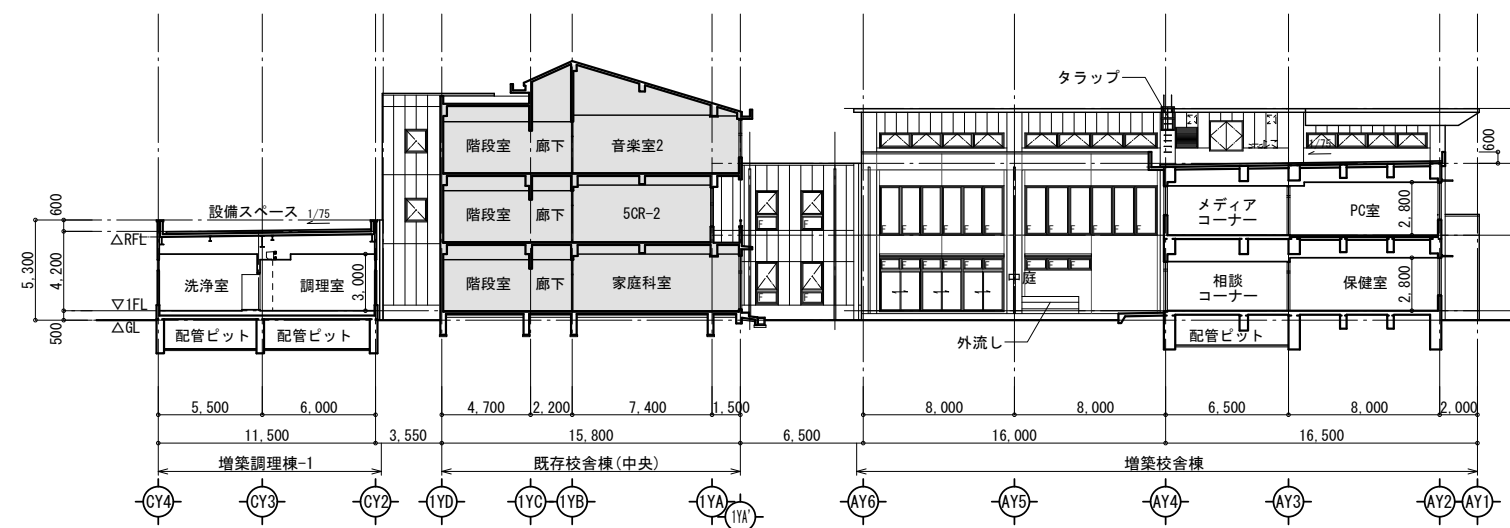 タラップ
階段室
廊下
音楽室2
1/75
600
600
設備スペース 1/75
階段室
廊下
5CR-2
メディア
コーナー
PC室
2,800
△RFL
5,300
4,200
洗浄室
調理室
3,000
階段室
廊下
家庭科室
中庭
相談
コーナー
保健室
2,800
▽1FL
△GL
500
配管ピット
配管ピット
外流し
配管ピット
5,500
6,000
4,700
2,200
7,400
1,500
8,000
8,000
6,500
8,000
2,000
11,500
3,550
15,800
6,500
16,000
16,500
増築調理棟-1
既存校舎棟(中央)
増築校舎棟
CY4
CY3
CY2
1YD
1YC
1YB
1YA
1YA'
AY6
AY5
AY4
AY3
AY2
AY1